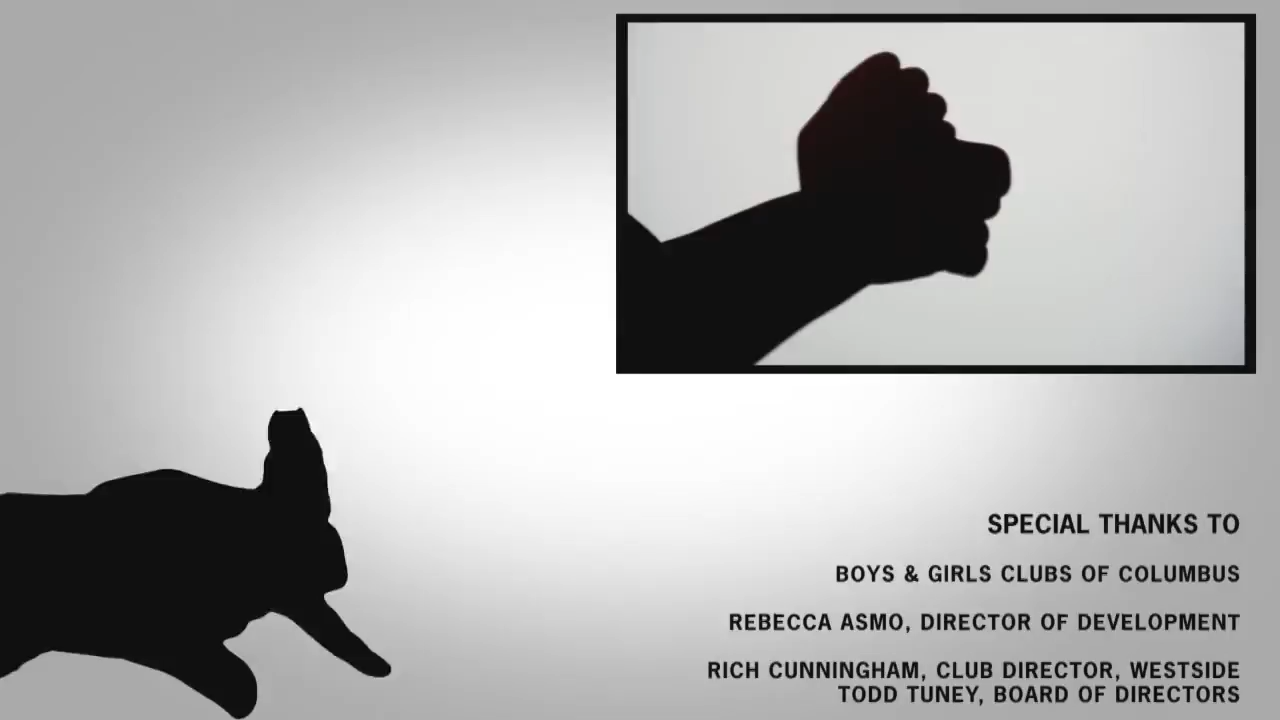 SPECIAL THANKS TO
BOYS & GIRLS CLUBS OF COLUMBUS
REBECCA ASMO, DIRECTOR OF DEVELOPMENT
RICH CUNNINGHAM, CLUB DIRECTOR, WESTSIDE
TODD TUNEY, BOARD OF DIRECTORS